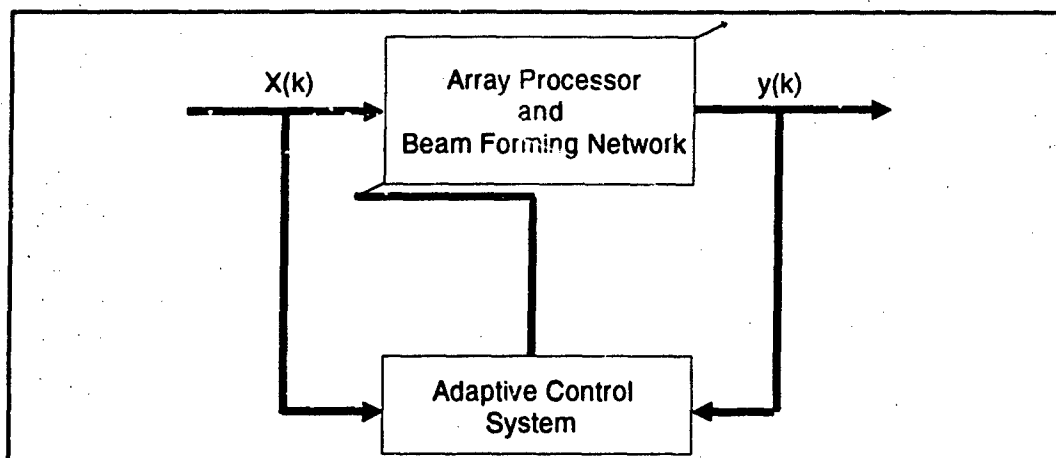 X(k)
Array Processor
and
Beam Forming Network
y(k)
Adaptive Control
System